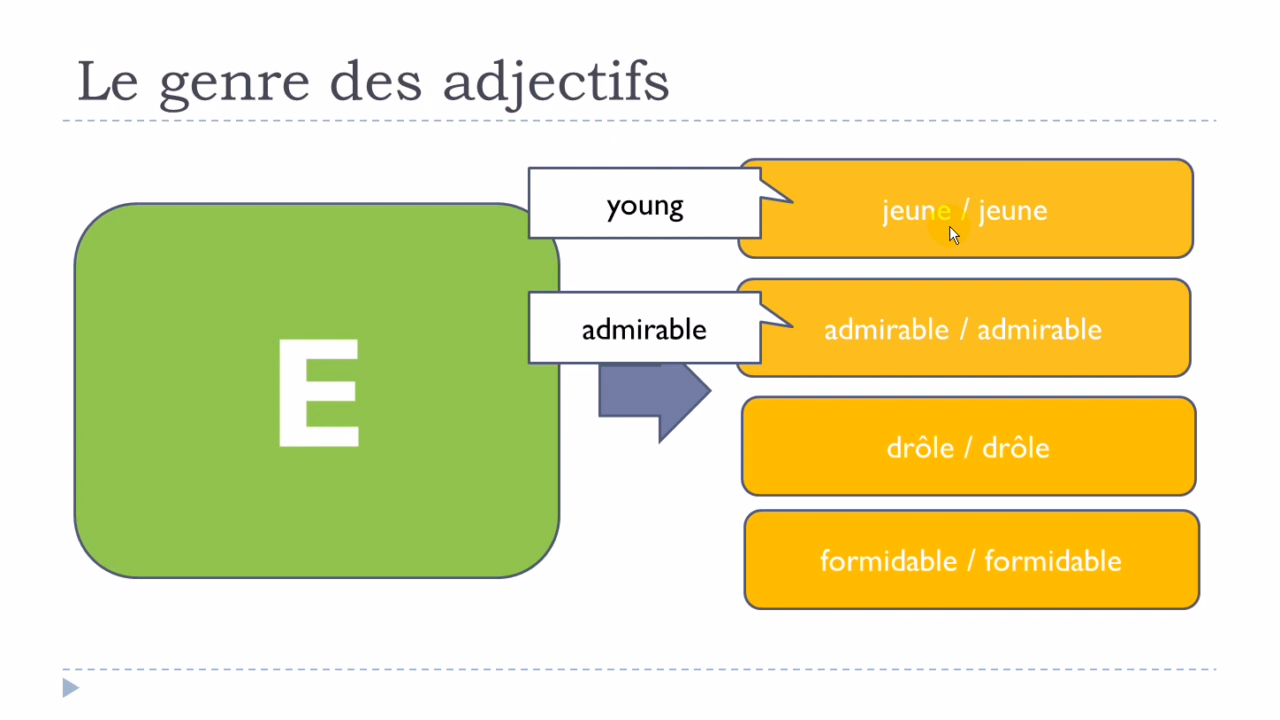 Le genre des adjectifs
E
young
jeune / jeune
admirable
admirable / admirable
drôle / drôle
formidable / formidable